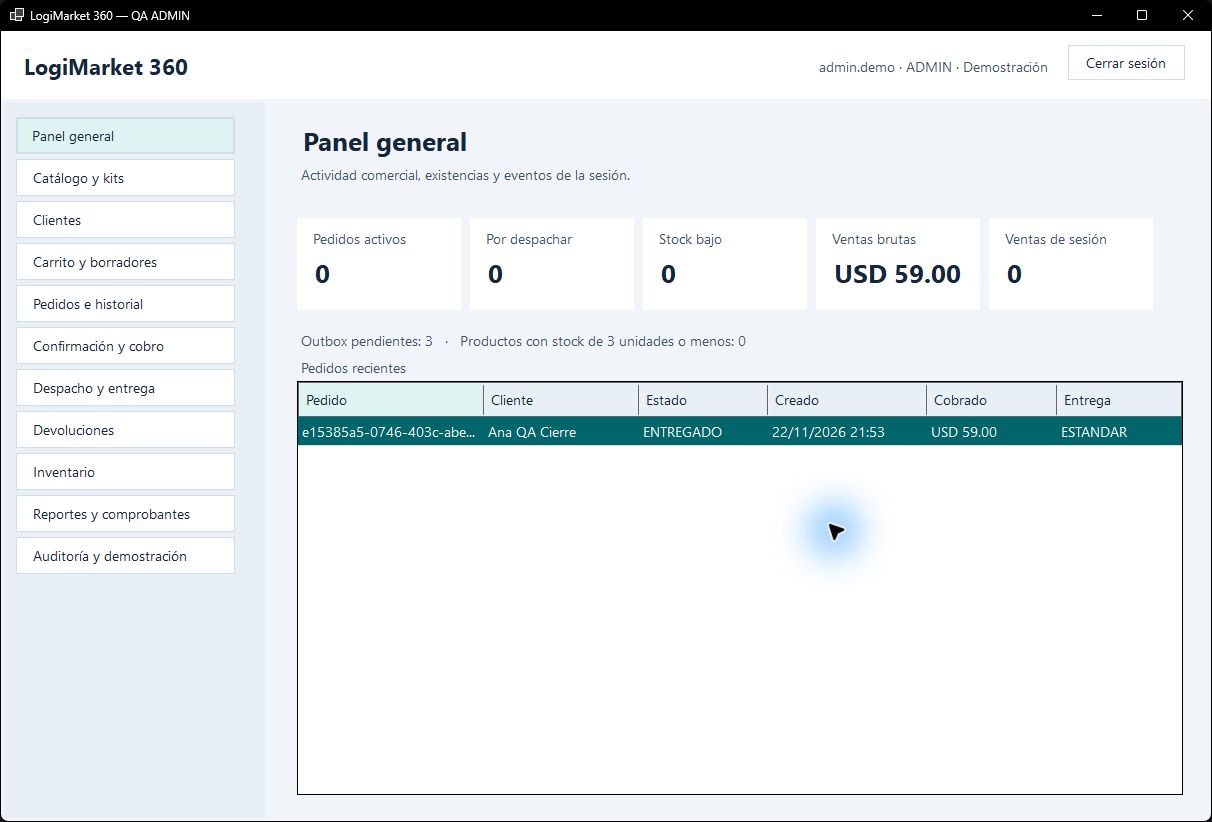 LogiMarket 360 — QA ADMIN
LogiMarket 360
admin.demo · ADMIN · Demostración
Cerrar sesión
Panel general
Catálogo y kits
Clientes
Carrito y borradores
Pedidos e historial
Confirmación y cobro
Despacho y entrega
Devoluciones
Inventario
Reportes y comprobantes
Auditoría y demostración
Panel general
Actividad comercial, existencias y eventos de la sesión.
Pedidos activos
0
Por despachar
0
Stock bajo
0
Ventas brutas
USD 59.00
Ventas de sesión
0
Outbox pendientes: 3 · Productos con stock de 3 unidades o menos: 0
Pedidos recientes
Pedido Cliente Estado Creado Cobrado Entrega
e15385a5-0746-403c-abe... Ana QA Cierre ENTREGADO 22/11/2026 21:53 USD 59.00 ESTANDAR